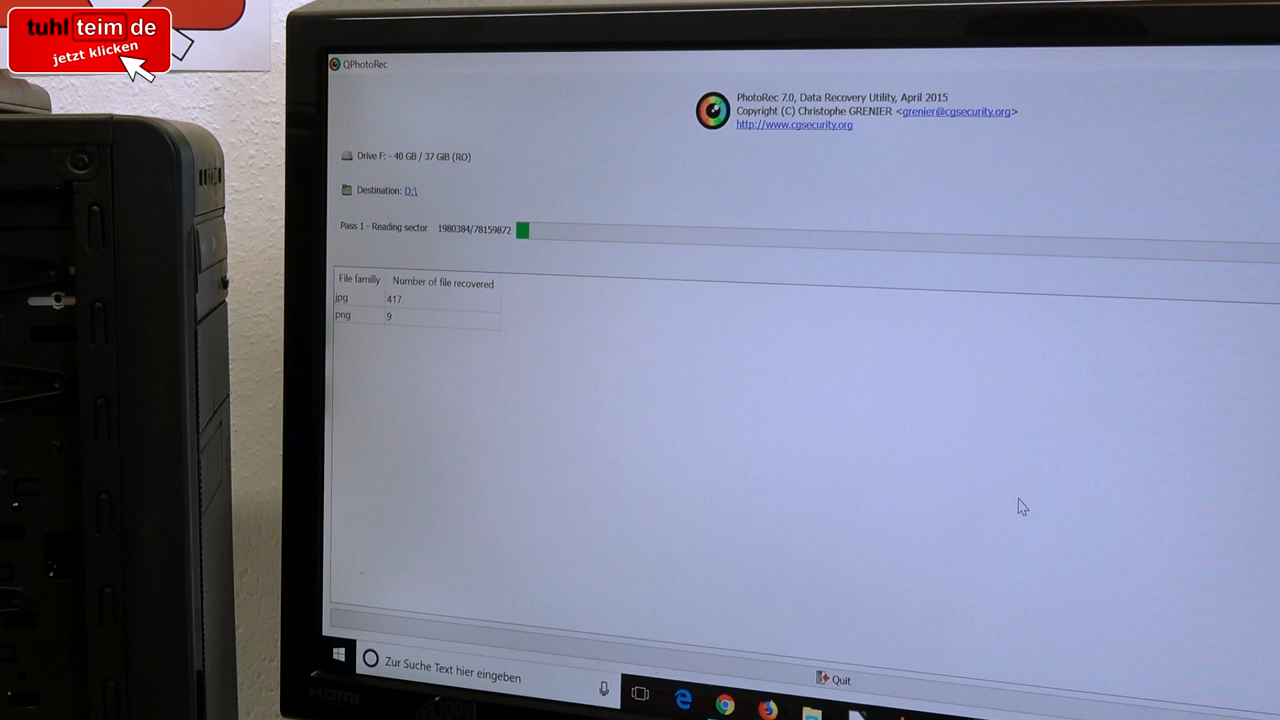 tuhl teim de
jetzt klicken
QPhotoRec
PhotoRec 7.0, Data Recovery Utility, April 2015
Copyright (C) Christophe GRENIER <grenier@cgsecurity.org>
http://www.cgsecurity.org
Drive F: - 40 GB / 37 GiB (RO)
Destination: D:\
Pass 1 - Reading sector 1980384/78159872
File familly Number of file recovered
jpg 417
png 9
Quit
Zur Suche Text hier eingeben
HDMI